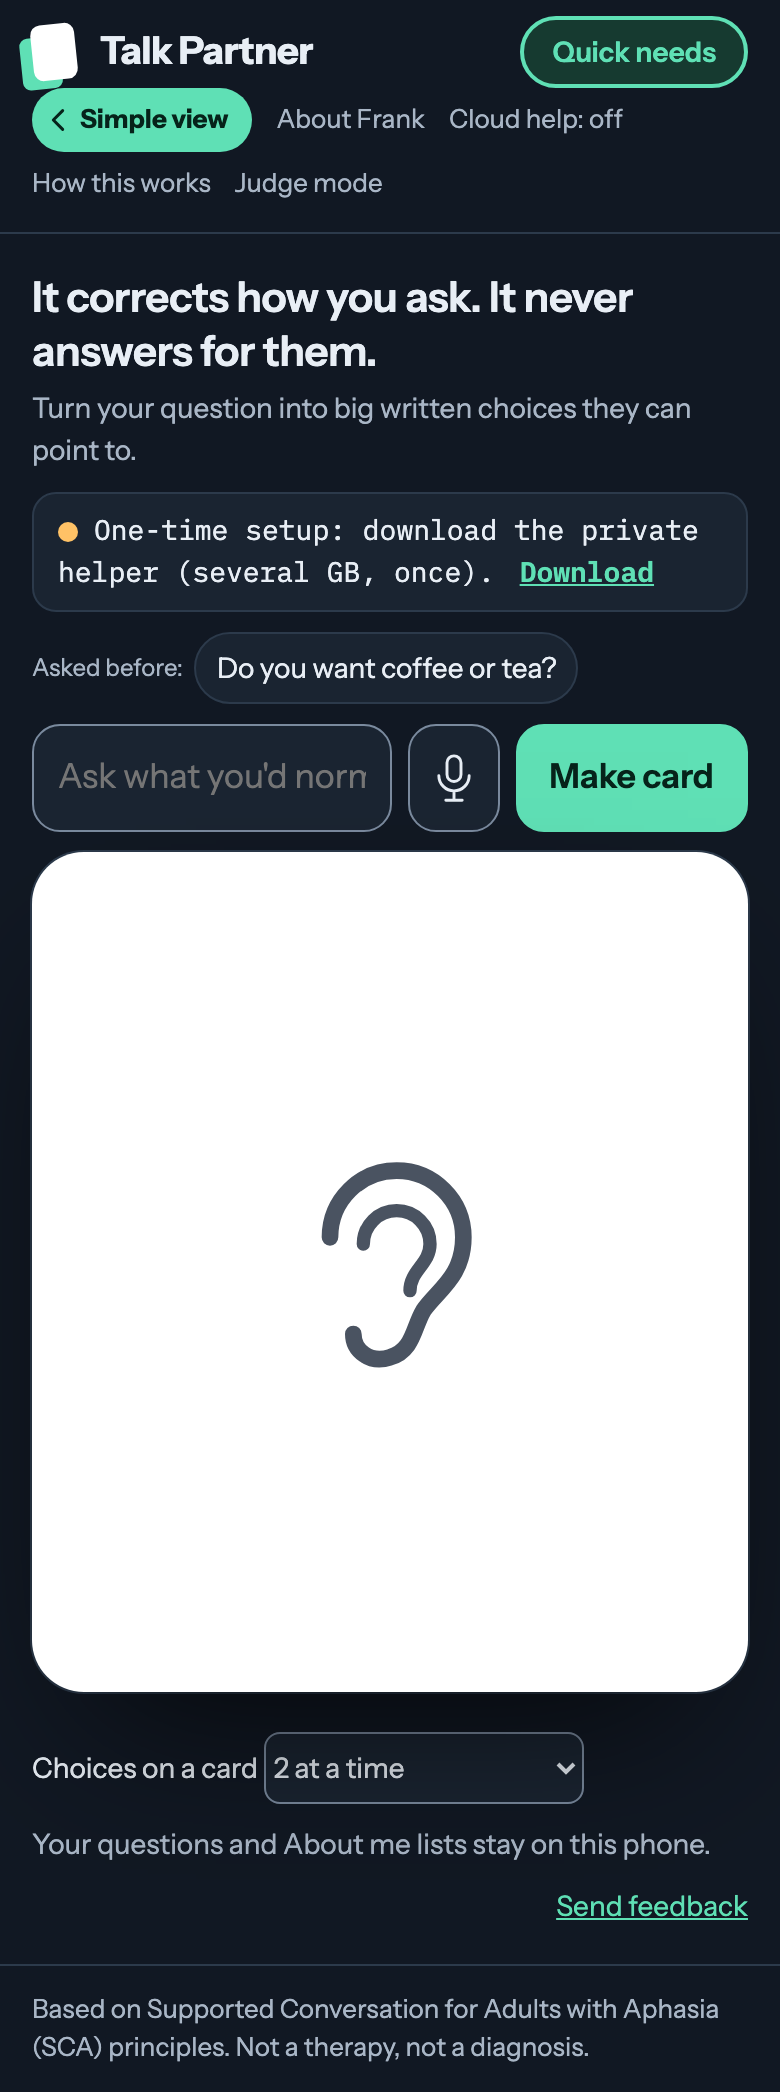 Talk Partner
Quick needs
Simple view
About Frank
Cloud help: off
How this works
Judge mode
It corrects how you ask. It never
answers for them.
Turn your question into big written choices they can
point to.
One-time setup: download the private
helper (several GB, once). Download
Asked before:
Do you want coffee or tea?
Ask what you'd norm
Make card
Choices on a card
2 at a time
Your questions and About me lists stay on this phone.
Send feedback
Based on Supported Conversation for Adults with Aphasia
(SCA) principles. Not a therapy, not a diagnosis.